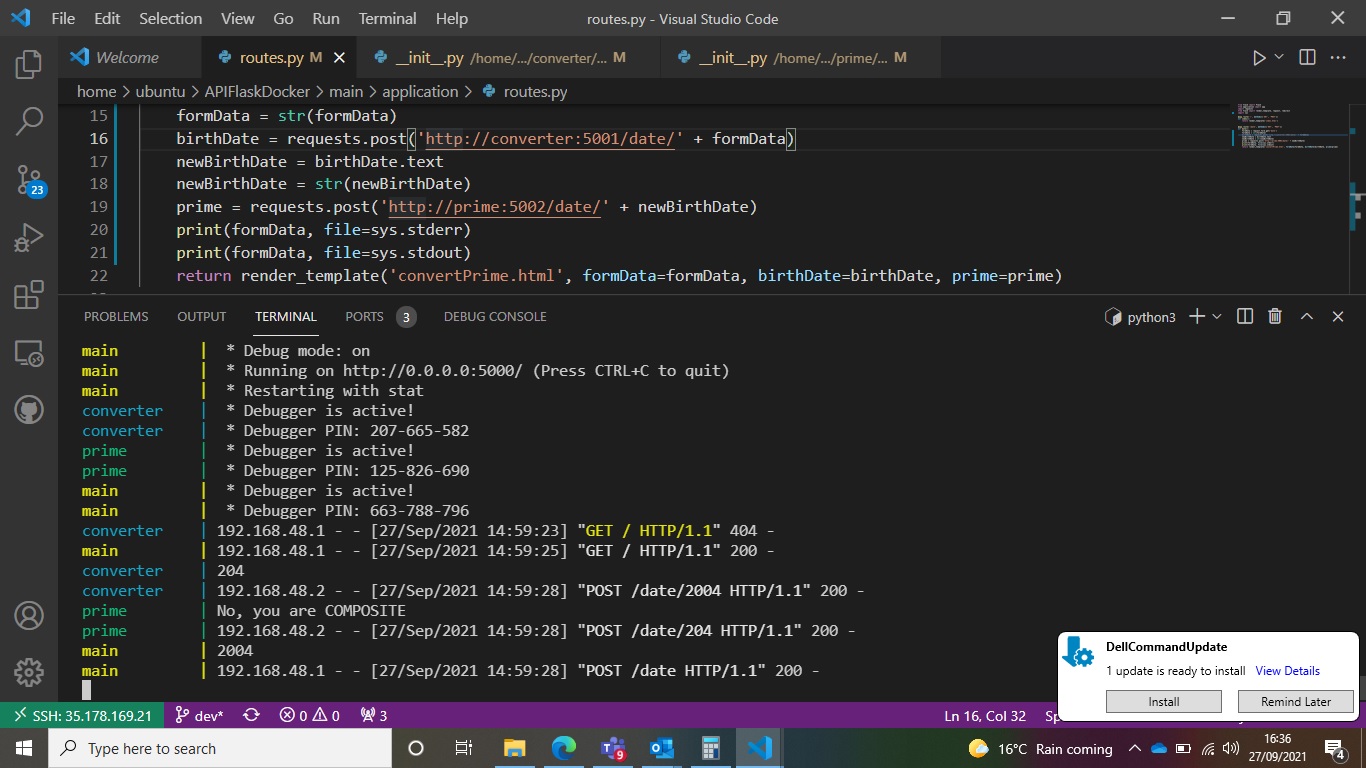 File Edit Selection View Go Run Terminal Help routes.py - Visual Studio Code
Welcome routes.py M __init__.py /home/.../converter/... M __init__.py /home/.../prime/... M
home > ubuntu > APIFlaskDocker > main > application > routes.py
15 formData = str(formData)
16 birthDate = requests.post('http://converter:5001/date/' + formData)
17 newBirthDate = birthDate.text
18 newBirthDate = str(newBirthDate)
19 prime = requests.post('http://prime:5002/date/' + newBirthDate)
20 print(formData, file=sys.stderr)
21 print(formData, file=sys.stdout)
22 return render_template('convertPrime.html', formData=formData, birthDate=birthDate, prime=prime)
PROBLEMS OUTPUT TERMINAL PORTS 3 DEBUG CONSOLE python3
main | * Debug mode: on
main | * Running on http://0.0.0.0:5000/ (Press CTRL+C to quit)
main | * Restarting with stat
converter | * Debugger is active!
converter | * Debugger PIN: 207-665-582
prime | * Debugger is active!
prime | * Debugger PIN: 125-826-690
main | * Debugger is active!
main | * Debugger PIN: 663-788-796
converter | 192.168.48.1 - - [27/Sep/2021 14:59:23] "GET / HTTP/1.1" 404 -
main | 192.168.48.1 - - [27/Sep/2021 14:59:25] "GET / HTTP/1.1" 200 -
converter | 204
converter | 192.168.48.2 - - [27/Sep/2021 14:59:28] "POST /date/2004 HTTP/1.1" 200 -
prime | No, you are COMPOSITE
prime | 192.168.48.2 - - [27/Sep/2021 14:59:28] "POST /date/204 HTTP/1.1" 200 -
main | 2004
main | 192.168.48.1 - - [27/Sep/2021 14:59:28] "POST /date HTTP/1.1" 200 -
23
DellCommandUpdate
1 update is ready to install View Details
Install Remind Later
SSH: 35.178.169.21 dev* 0 0 3 Ln 16, Col 32
Type here to search 9 16°C Rain coming 16:36
27/09/2021 4